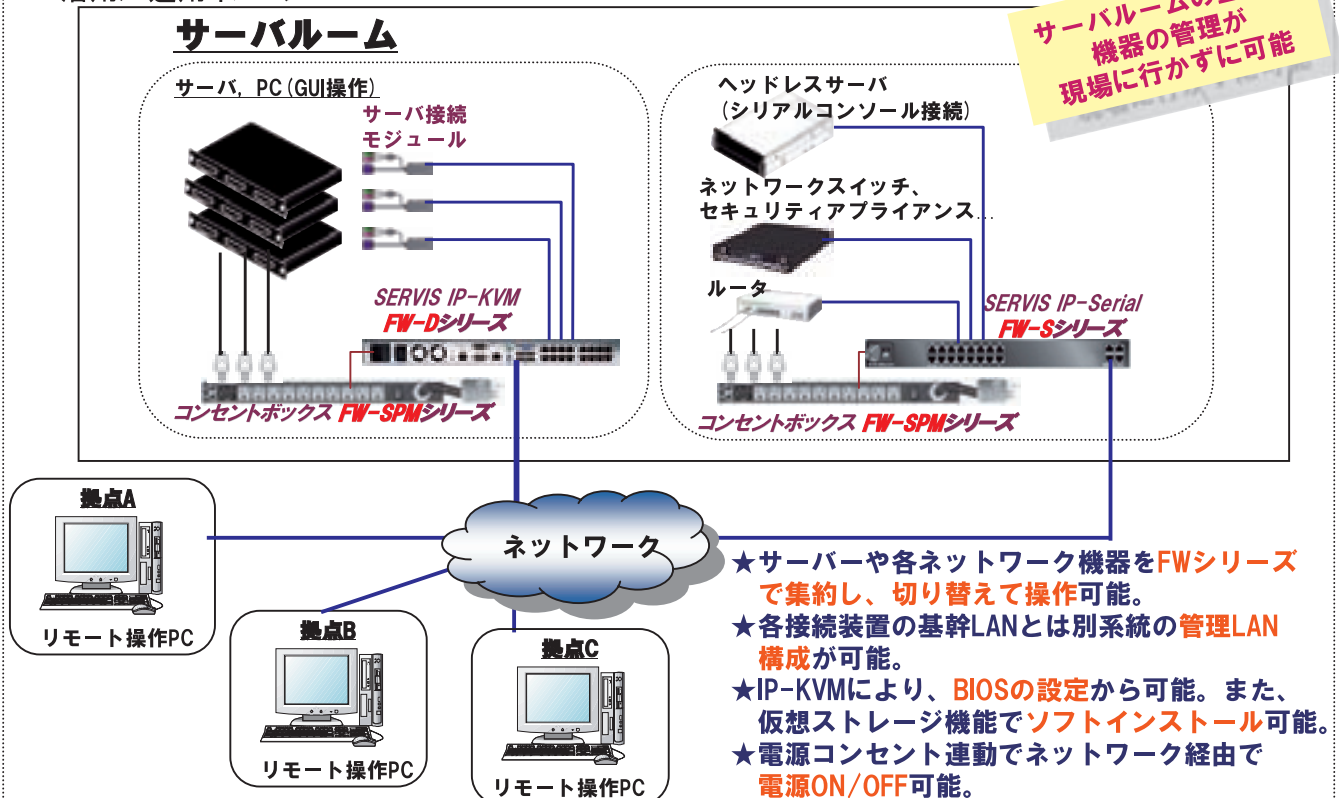 サーバルーム
サーバルームの
機器の管理が
現場に行かずに可能
サーバ, PC(GUI操作)
サーバ接続
モジュール
SERVIS IP-KVM
FW-Dシリーズ
コンセントボックス FW-SPMシリーズ
ヘッドレスサーバ
(シリアルコンソール接続)
ネットワークスイッチ、
セキュリティアプライアンス...
ルータ
SERVIS IP-Serial
FW-Sシリーズ
コンセントボックス FW-SPMシリーズ
ネットワーク
拠点A
リモート操作PC
拠点B
リモート操作PC
拠点C
リモート操作PC
★サーバーや各ネットワーク機器をFWシリーズ
で集約し、切り替えて操作可能。
★各接続装置の基幹LANとは別系統の管理LAN
構成が可能。
★IP-KVMにより、BIOSの設定から可能。また、
仮想ストレージ機能でソフトインストール可能。
★電源コンセント連動でネットワーク経由で
電源ON/OFF可能。